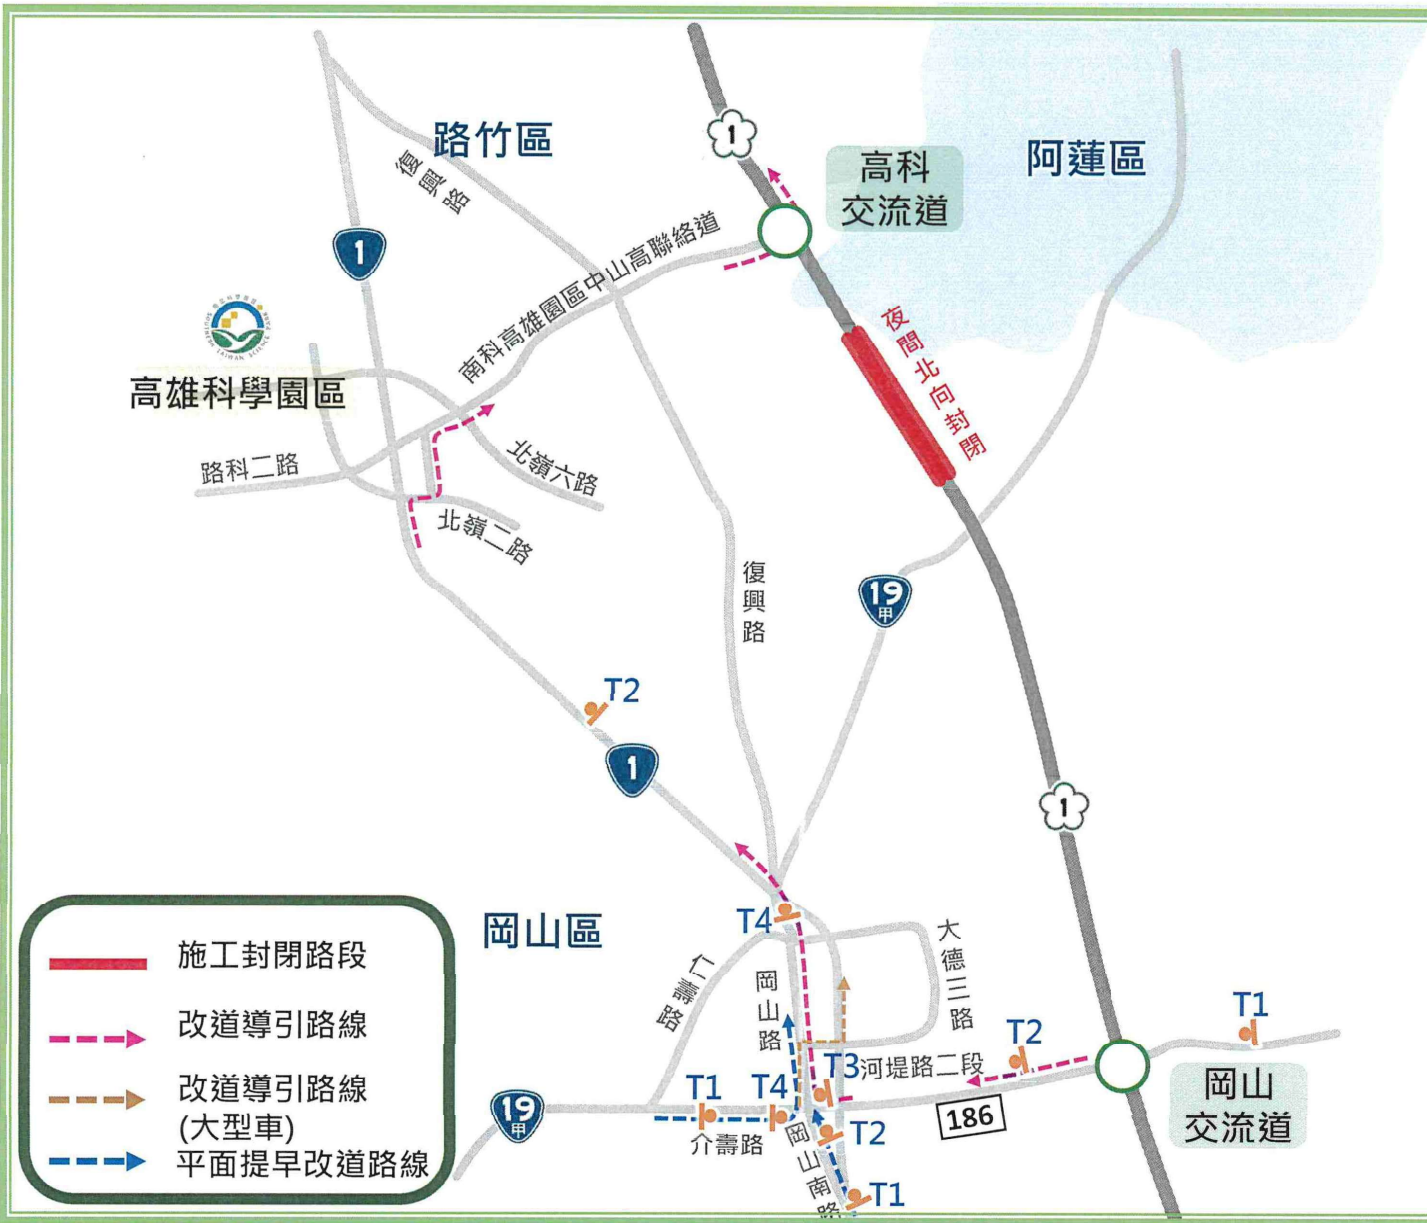 路竹區
阿蓮區
高科
交流道
1
1
復興路
南科高雄園區中山高聯絡道
夜間北向封閉
高雄科學園區
路科二路
北嶺六路
北嶺二路
復興路
19
甲
T2
1
1
岡山區
T4
大德三路
仁壽路
岡山路
T1
T2
T3
河堤路二段
岡山
交流道
186
T1
T4
19
甲
介壽路
T2
岡山南路
T1
施工封閉路段
改道導引路線
改道導引路線
(大型車)
平面提早改道路線